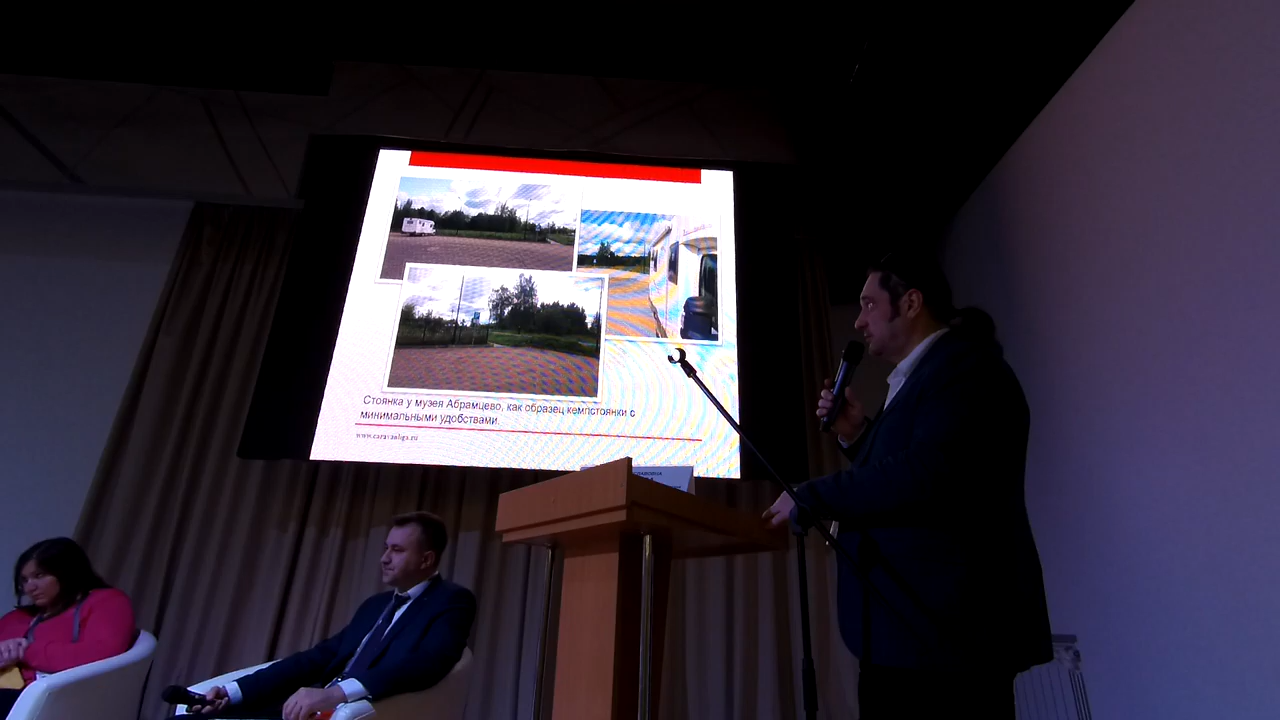 Стоянка у музея Абрамцево, как образец кемпстоянки с
минимальными удобствами.
www.caravanliga.ru